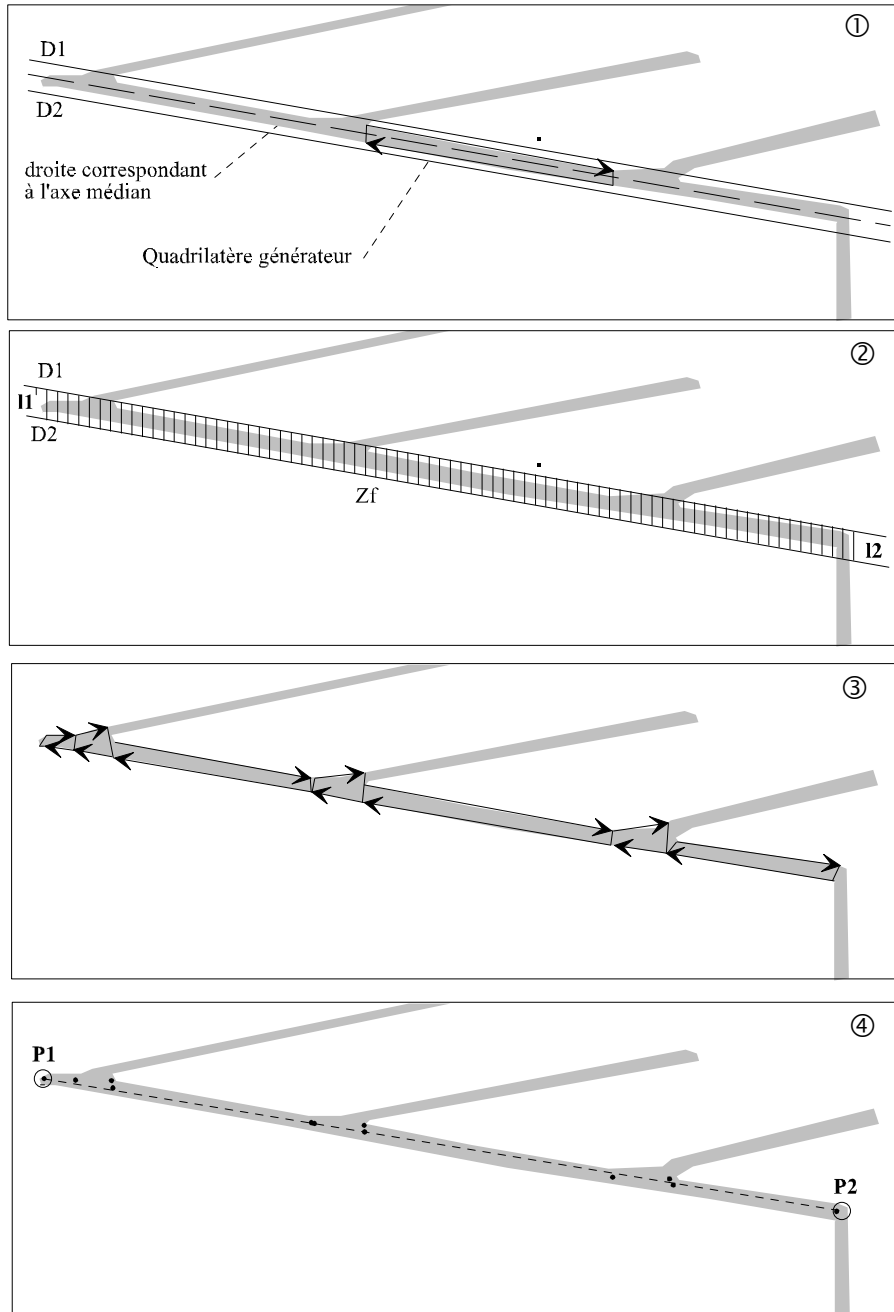 ①
D1
D2
droite correspondant
à l'axe médian
Quadrilatère générateur
②
D1
l1
D2
Zf
l2
③
④
P1
P2